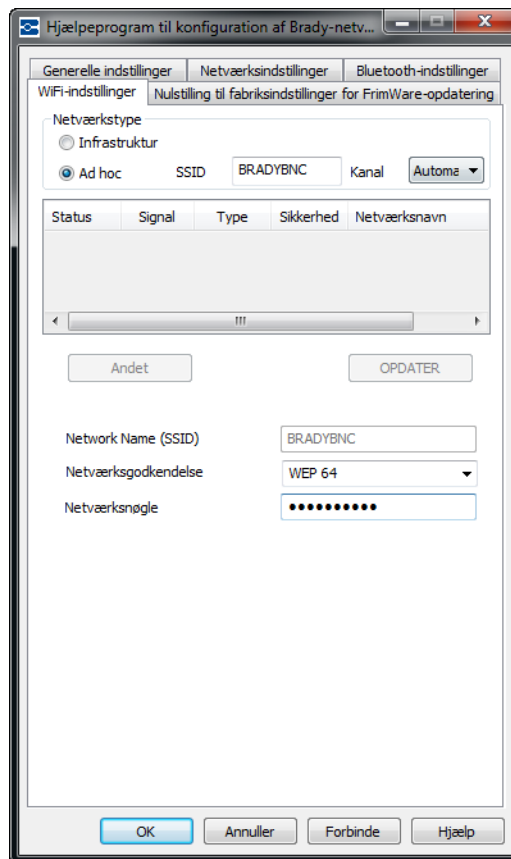 Hjælpeprogram til konfiguration af Brady-netv...
Generelle indstillinger Netværksindstillinger Bluetooth-indstilinger
WiFi-indstillinger Nulstilling til fabriksindstillinger for FrimWare-opdatering
Netværkstype
Infrastruktur
Ad hoc SSID BRADYBNC Kanal Automa
Status Signal Type Sikkerhed Netværksnavn
Andet OPDATER
Network Name (SSID) BRADYBNC
Netværksgodkendelse WEP 64
Netværksnøgle ••••••••••
OK Annuller Forbinde Hjælp